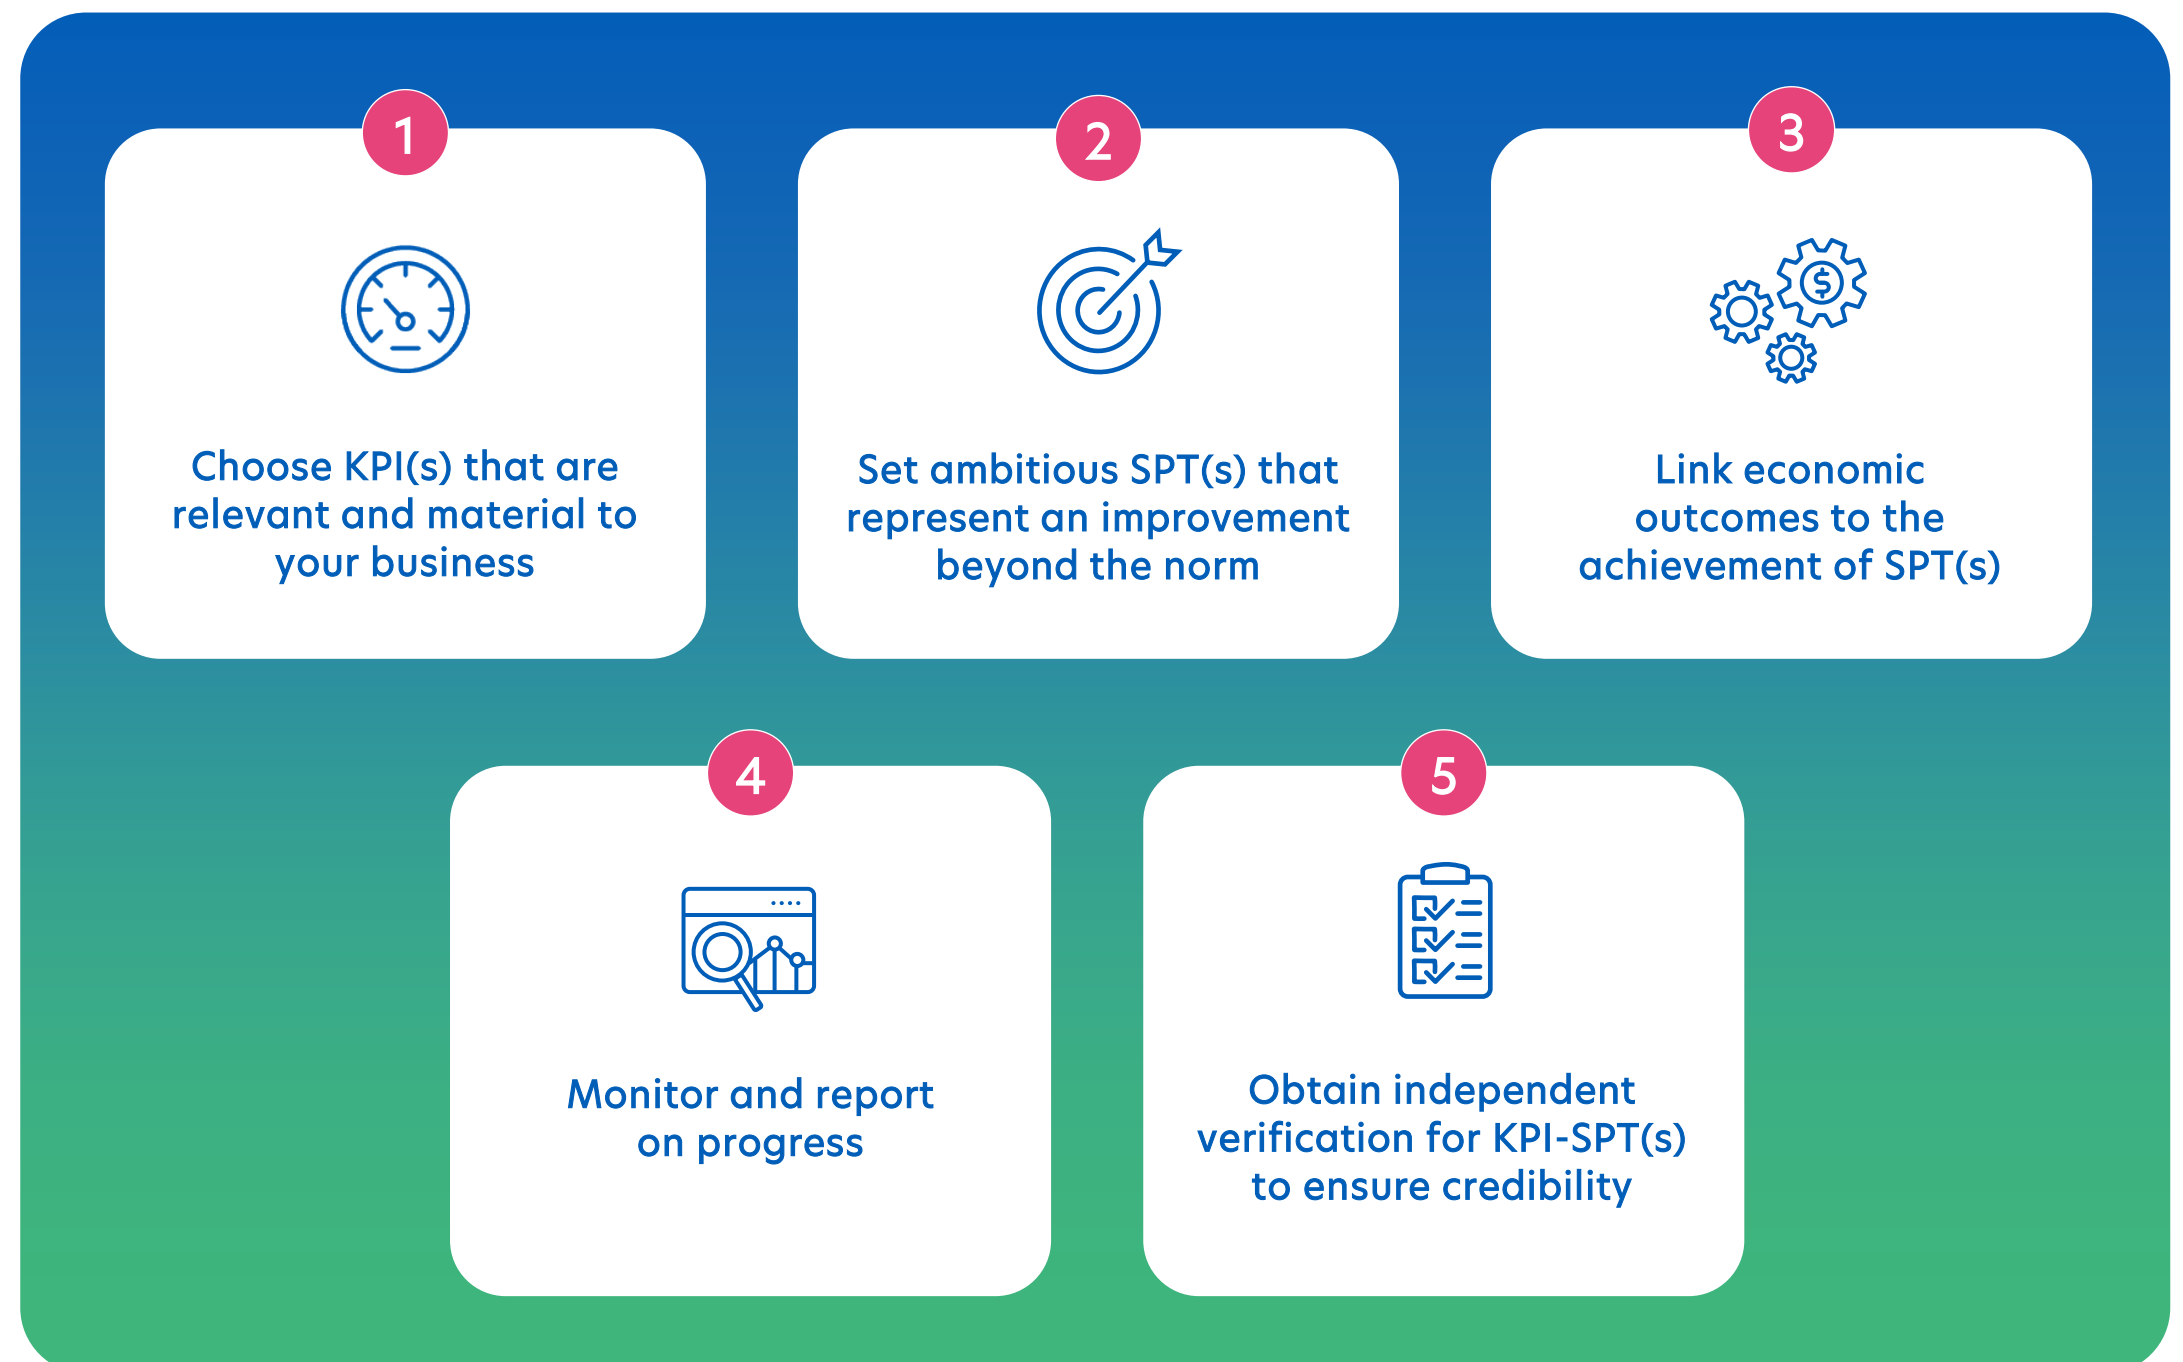 1
Choose KPI(s) that are
relevant and material to
your business
2
Set ambitious SPT(s) that
represent an improvement
beyond the norm
3
$
Link economic
outcomes to the
achievement of SPT(s)
4
Monitor and report
on progress
5
Obtain independent
verification for KPI-SPT(s)
to ensure credibility